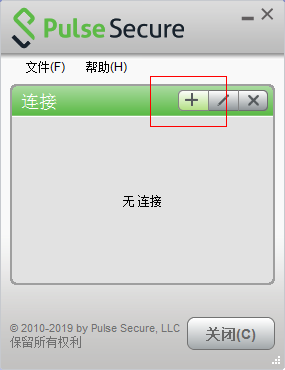 Pulse Secure
文件(F) 帮助(H)
连接
无 连接
© 2010-2019 by Pulse Secure, LLC
保留所有权利
关闭(C)